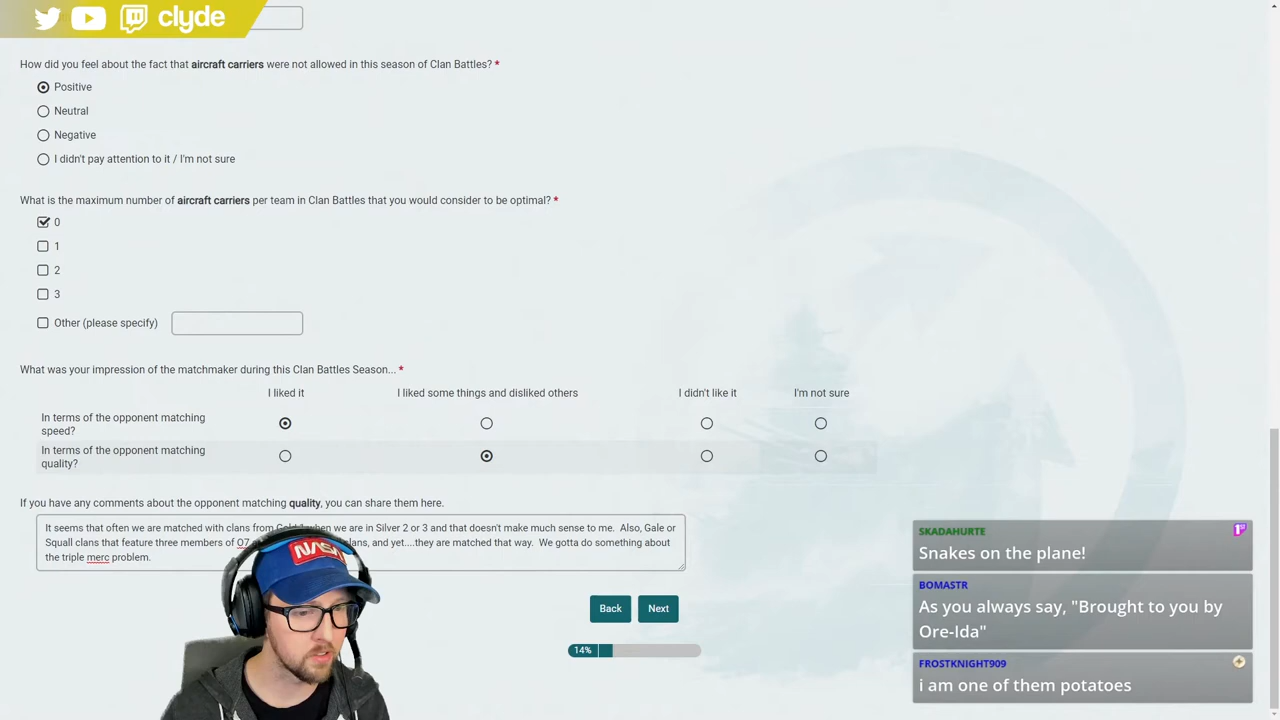 clyde
How did you feel about the fact that aircraft carriers were not allowed in this season of Clan Battles? *
Positive
Neutral
Negative
I didn't pay attention to it / I'm not sure
What is the maximum number of aircraft carriers per team in Clan Battles that you would consider to be optimal? *
0
1
2
3
Other (please specify)
What was your impression of the matchmaker during this Clan Battles Season... *
I liked it
I liked some things and disliked others
I didn't like it
I'm not sure
In terms of the opponent matching
speed?
In terms of the opponent matching
quality?
If you have any comments about the opponent matching quality, you can share them here.
It seems that often we are matched with clans from when we are in Silver 2 or 3 and that doesn't make much sense to me. Also, Gale or
Squall clans that feature three members of O7 clans, and yet....they are matched that way. We gotta do something about
the triple merc problem.
NASA
Back
Next
14%
SKADAHURTE
Snakes on the plane!
BOMASTR
As you always say, "Brought to you by
Ore-Ida"
FROSTKNIGHT909
i am one of them potatoes